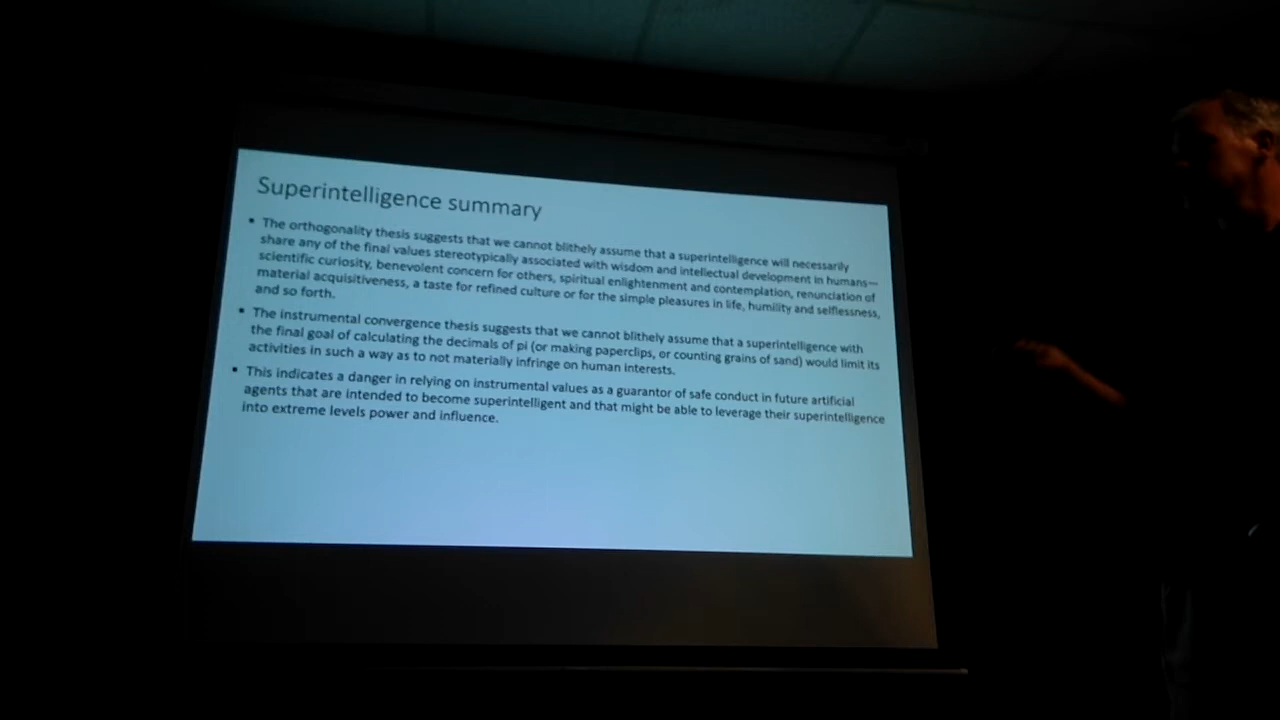 Superintelligence summary
• The orthogonality thesis suggests that we cannot blithely assume that a superintelligence will necessarily
share any of the final values stereotypically associated with wisdom and intellectual development in humans—
scientific curiosity, benevolent concern for others, spiritual enlightenment and contemplation, renunciation of
material acquisitiveness, a taste for refined culture or for the simple pleasures in life, humility and selflessness,
and so forth.
• The instrumental convergence thesis suggests that we cannot blithely assume that a superintelligence with
the final goal of calculating the decimals of pi (or making paperclips, or counting grains of sand) would limit its
activities in such a way as to not materially infringe on human interests.
• This indicates a danger in relying on instrumental values as a guarantor of safe conduct in future artificial
agents that are intended to become superintelligent and that might be able to leverage their superintelligence
into extreme levels power and influence.